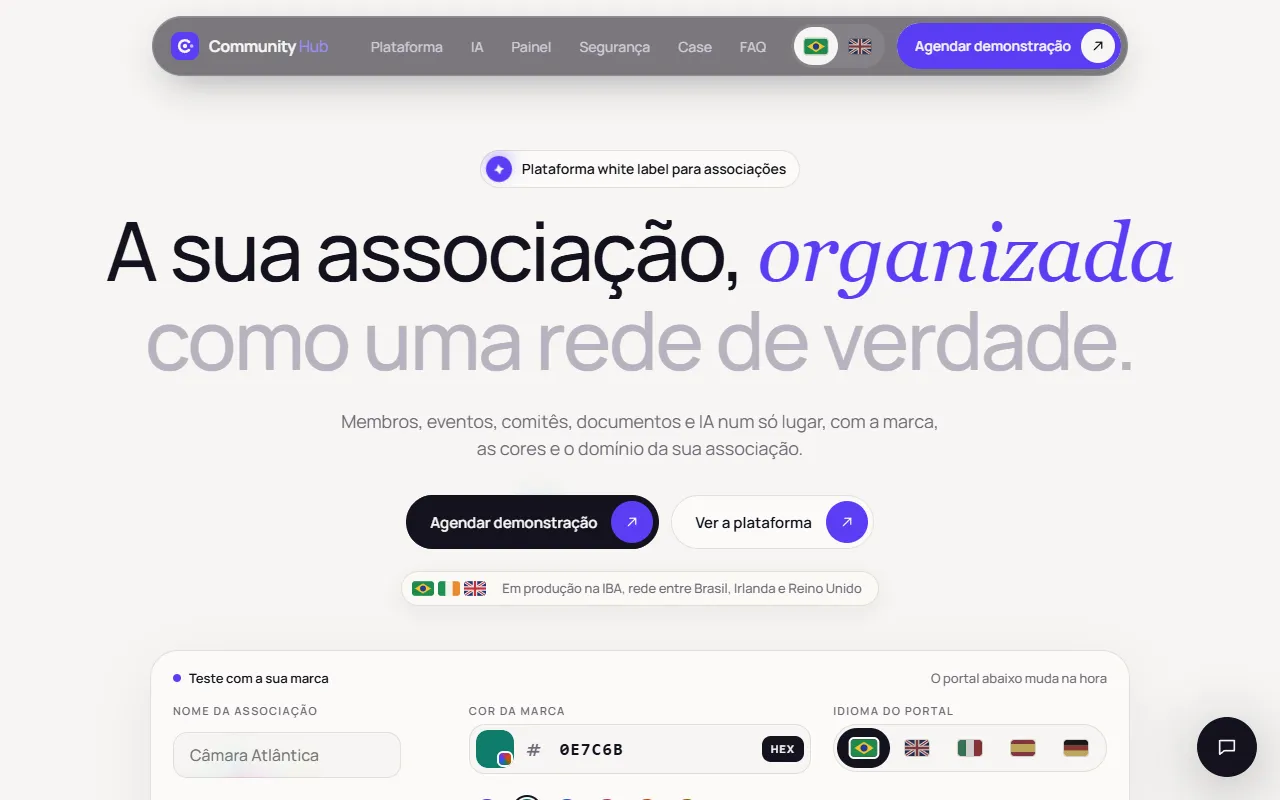 Community Hub
Plataforma
IA
Painel
Segurança
Case
FAQ
Agendar demonstração
Plataforma white label para associações
A sua associação, organizada
como uma rede de verdade.
Membros, eventos, comitês, documentos e IA num só lugar, com a marca,
as cores e o domínio da sua associação.
Agendar demonstração
Ver a plataforma
Em produção na IBA, rede entre Brasil, Irlanda e Reino Unido
Teste com a sua marca
O portal abaixo muda na hora
NOME DA ASSOCIAÇÃO
COR DA MARCA
IDIOMA DO PORTAL
Câmara Atlântica
# 0E7C6B
HEX